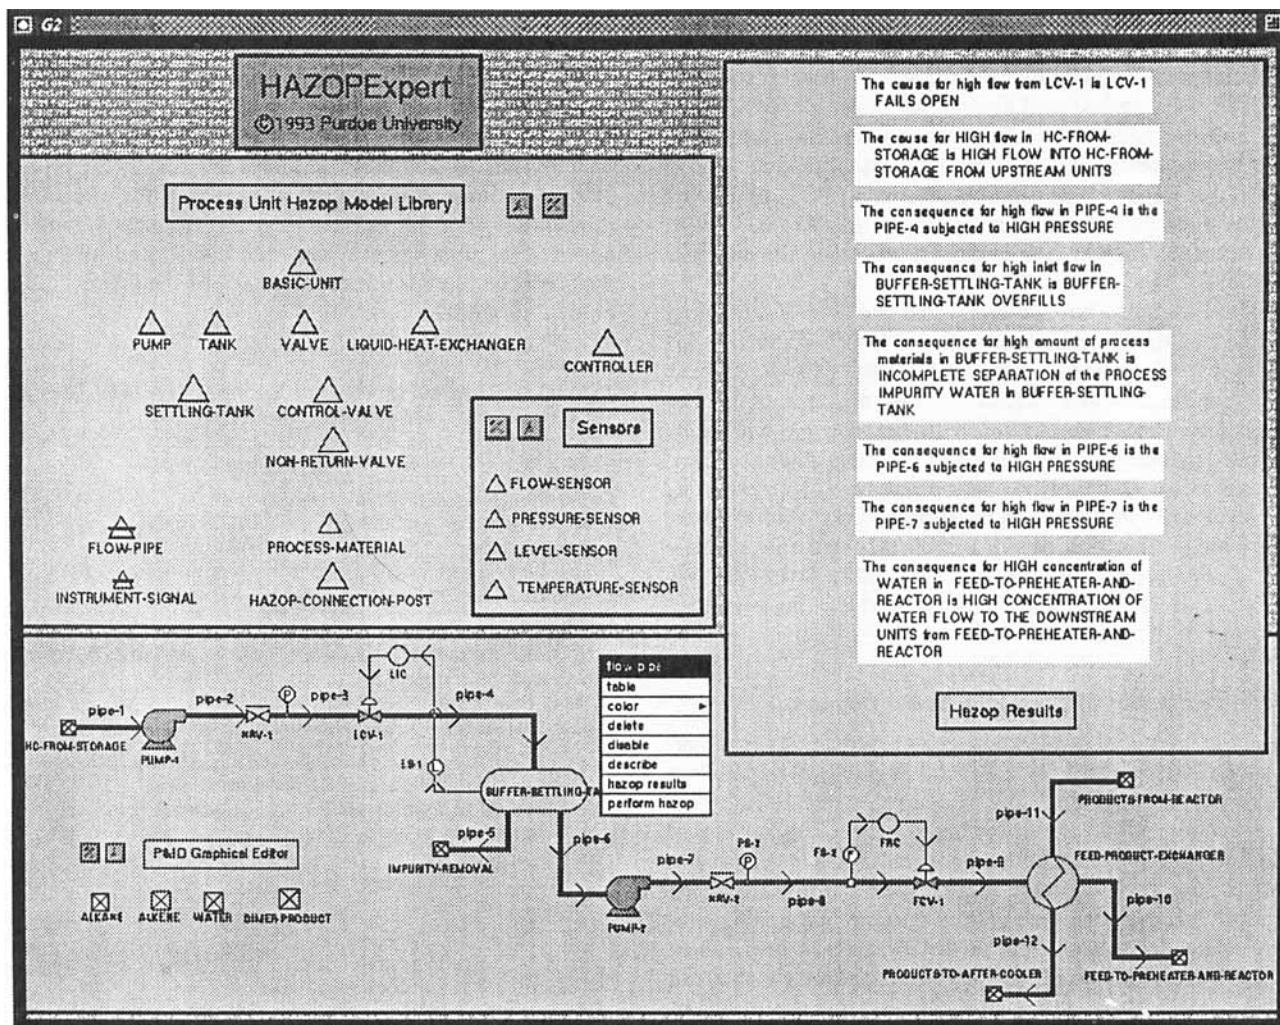 G2
HAZOPExpert
©1993 Purdue University
Process Unit Hazop Model Library
BASIC-UNIT
PUMP
TANK
VALVE
LIQUID-HEAT-EXCHANGER
CONTROLLER
SETTLING-TANK
CONTROL-VALVE
NON-RETURN-VALVE
FLOW-PIPE
PROCESS-MATERIAL
INSTRUMENT-SIGNAL
HAZOP-CONNECTION-POST
Sensors
FLOW-SENSOR
PRESSURE-SENSOR
LEVEL-SENSOR
TEMPERATURE-SENSOR
The cause for high flow from LCV-1 is LCV-1
FAILS OPEN
The cause for HIGH flow in HC-FROM-
STORAGE is HIGH FLOW INTO HC-FROM-
STORAGE FROM UPSTREAM UNITS
The consequence for high flow in PIPE-4 is the
PIPE-4 subjected to HIGH PRESSURE
The consequence for high inlet flow in
BUFFER-SETTLING-TANK is BUFFER-
SETTLING-TANK OVERFILLS
The consequence for high amount of process
materials in BUFFER-SETTLING-TANK is
INCOMPLETE SEPARATION of the PROCESS
IMPURITY WATER in BUFFER-SETTLING-
TANK
The consequence for high flow in PIPE-6 is the
PIPE-6 subjected to HIGH PRESSURE
The consequence for high flow in PIPE-7 is the
PIPE-7 subjected to HIGH PRESSURE
The consequence for HIGH concentration of
WATER in FEED-TO-PREHEATER-AND-
REACTOR is HIGH CONCENTRATION OF
WATER FLOW TO THE DOWNSTREAM
UNITS from FEED-TO-PREHEATER-AND-
REACTOR
Hazop Results
pipe-1
HC-FROM-STORAGE
PUMP-1
pipe-2
P
pipe-3
LIC
LCV-1
pipe-4
LS-1
L
BUFFER-SETTLING-TA
flow pipe
table
color
delete
disable
describe
hazop results
perform hazop
pipe-5
IMPURITY-REMOVAL
pipe-6
P&ID Graphical Editor
ALKANE
ALKENE
WATER
DIMER-PRODUCT
PUMP-2
pipe-7
NRV-2
PS-2
P
pipe-8
FS-2
F
FRC
FCV-1
pipe-9
pipe-11
PRODUCTS-FROM-REACTOR
FEED-PRODUCT-EXCHANGER
pipe-10
pipe-12
PRODUCTS-TO-AFTER-COOLER
FEED-TO-PREHEATER-AND-REACTOR